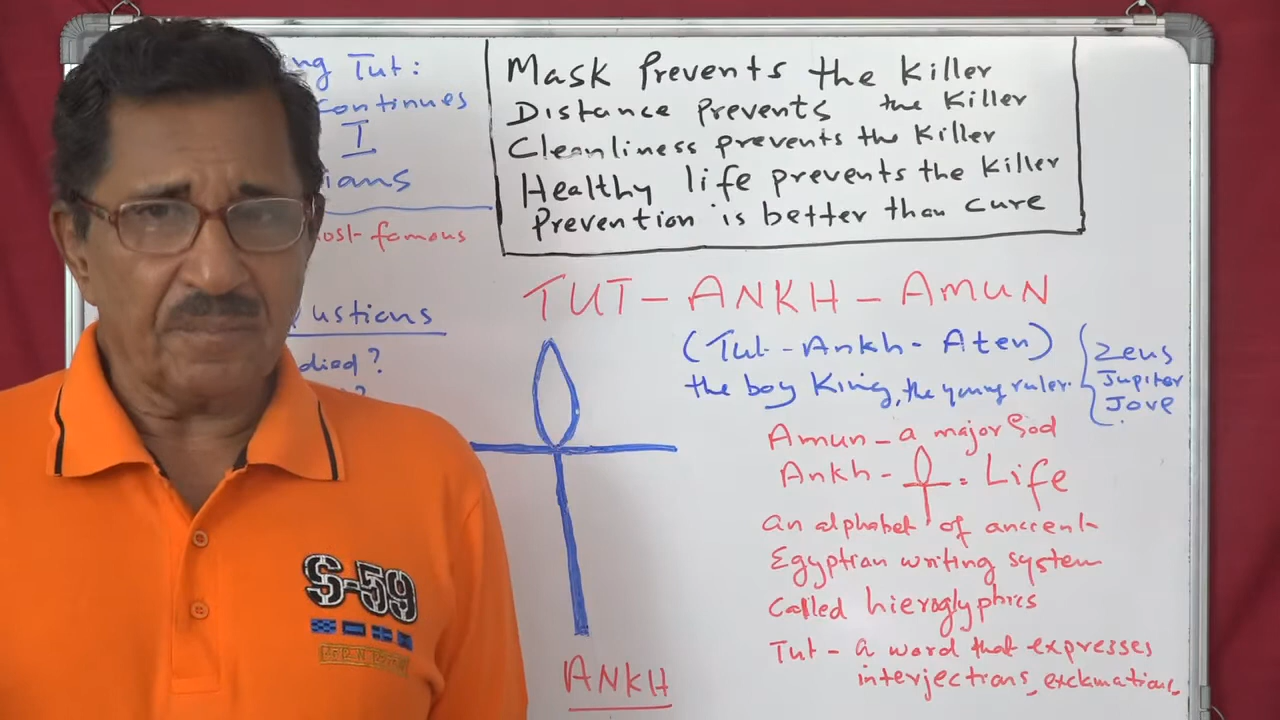 ng Tut:
continues
I
ians
ost-famous
ustions
died?
?
Mask Prevents the Killer
Distance prevents the Killer
Cleanliness prevents the Killer
Healthy life prevents the Killer
Prevention is better than cure
TUT-ANKH-AMUN
(Tut-Ankh-Aten)
the boy King, the young ruler.
Zeus
Jupiter
Jove
Amun - a major God
Ankh - = Life
an alphabet of ancient
Egyptian writing system
called hieroglyphics
Tut - a word that expresses
interjections, exclamations
ANKH
S-59